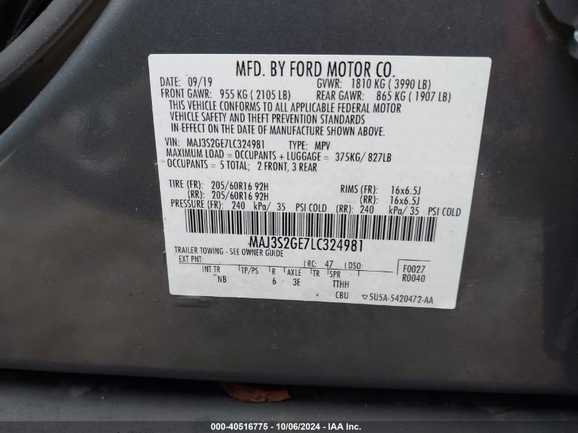 MFD. BY FORD MOTOR CO.
DATE: 09/19 GVWR: 1810 KG ( 3990 LB)
FRONT GAWR: 955 KG ( 2105 LB) REAR GAWR: 865 KG ( 1907 LB)
THIS VEHICLE CONFORMS TO ALL APPLICABLE FEDERAL MOTOR
VEHICLE SAFETY AND THEFT PREVENTION STANDARDS
IN EFFECT ON THE DATE OF MANUFACTURE SHOWN ABOVE.
VIN: MAJ3S2GE7LC324981 TYPE: MPV
MAXIMUM LOAD = OCCUPANTS + LUGGAGE = 375KG/ 827LB
OCCUPANTS = 5 TOTAL; 2 FRONT, 3 REAR
TIRE (FR): 205/60R16 92H RIMS (FR): 16x6.5J
(RR): 205/60R16 92H (RR): 16x6.5J
PRESSURE (FR): 240 kPa/ 35 PSI COLD (RR): 240 kPa/ 35 PSI COLD
MAJ3S2GE7LC324981
TRAILER TOWING - SEE OWNER GUIDE
EXT PNT: RC: 47 DSO F0027
INT TR TP/PS R AXLE TR SPR R0040
NB 6 3E TTHH
CBU SU5A-5420472-AA
000-40516775 - 10/06/2024 - IAA Inc.